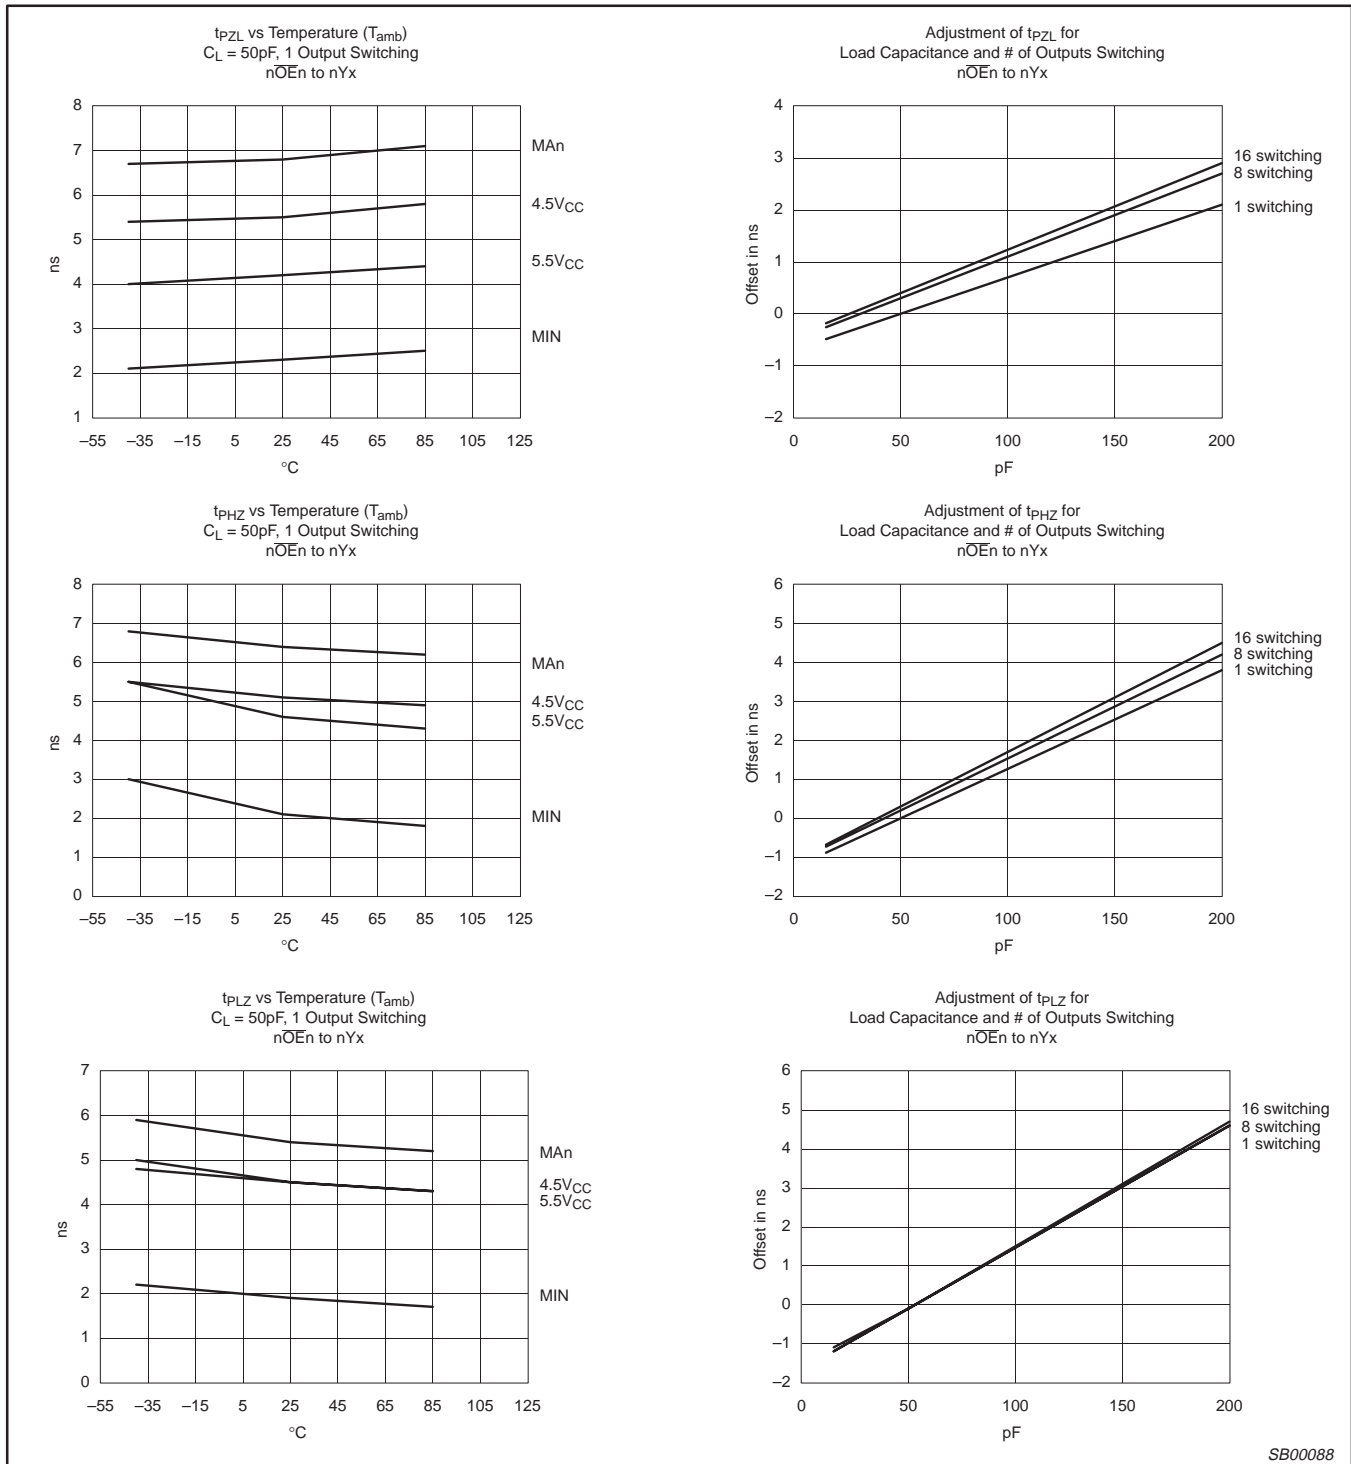 tPZL vs Temperature (Tamb)
CL = 50pF, 1 Output Switching
nOEn to nYx
8
7
6
5
4
3
2
1
ns
–55 –35 –15 5 25 45 65 85 105 125
°C
MAn
4.5VCC
5.5VCC
MIN
Adjustment of tPZL for
Load Capacitance and # of Outputs Switching
nOEn to nYx
4
3
2
1
0
–1
–2
Offset in ns
0 50 100 150 200
pF
16 switching
8 switching
1 switching
tPHZ vs Temperature (Tamb)
CL = 50pF, 1 Output Switching
nOEn to nYx
8
7
6
5
4
3
2
1
0
ns
–55 –35 –15 5 25 45 65 85 105 125
°C
MAn
4.5VCC
5.5VCC
MIN
Adjustment of tPHZ for
Load Capacitance and # of Outputs Switching
nOEn to nYx
6
5
4
3
2
1
0
–1
–2
Offset in ns
0 50 100 150 200
pF
16 switching
8 switching
1 switching
tPLZ vs Temperature (Tamb)
CL = 50pF, 1 Output Switching
nOEn to nYx
7
6
5
4
3
2
1
0
ns
–55 –35 –15 5 25 45 65 85 105 125
°C
MAn
4.5VCC
5.5VCC
MIN
Adjustment of tPLZ for
Load Capacitance and # of Outputs Switching
nOEn to nYx
6
5
4
3
2
1
0
–1
–2
Offset in ns
0 50 100 150 200
pF
16 switching
8 switching
1 switching
SB00088